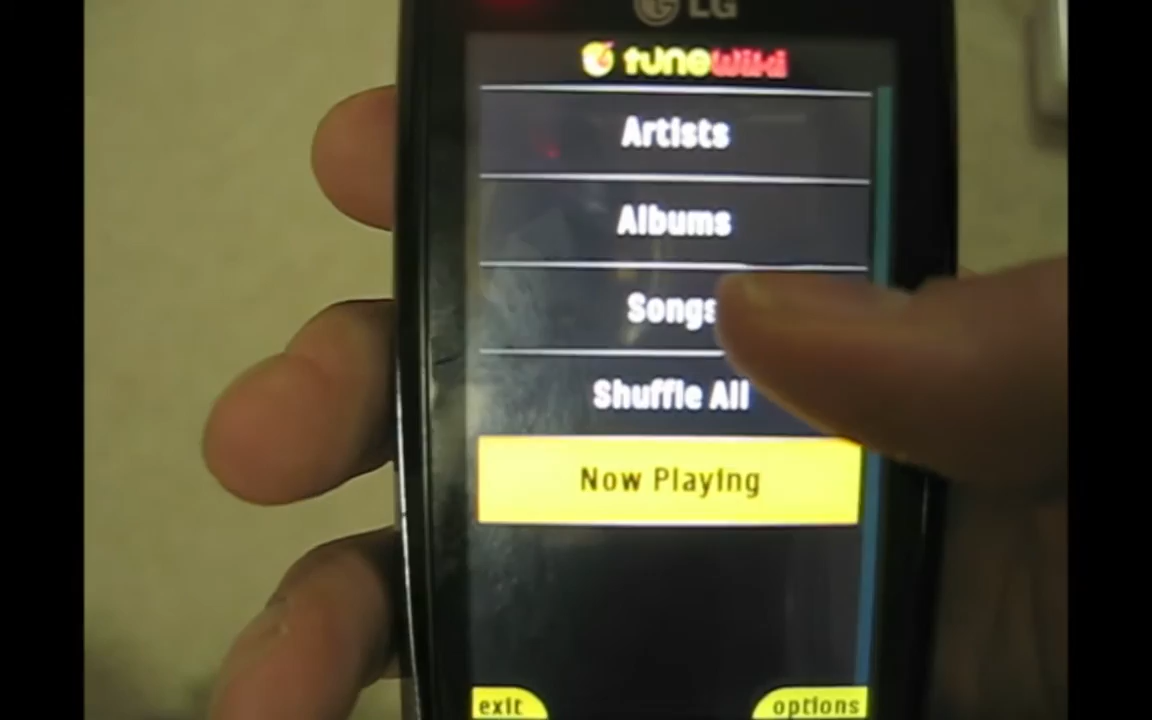 LG
tunewiki
Artists
Albums
Songs
Shuffle All
Now Playing
exit
options